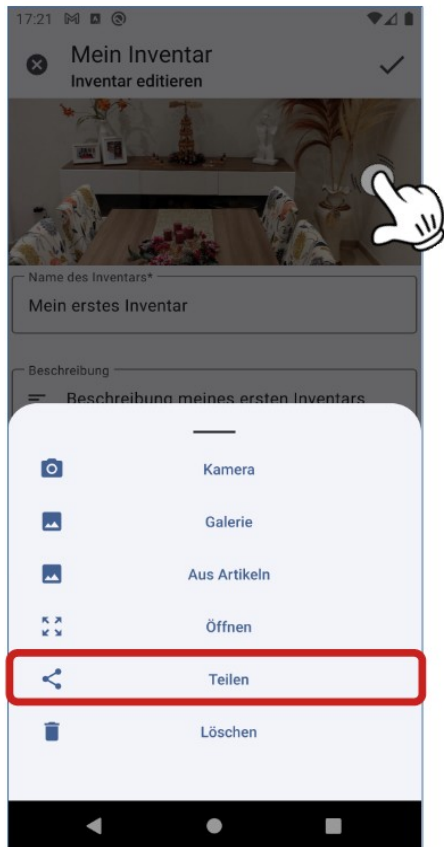 17:21
Mein Inventar
Inventar editieren
Name des Inventars*
Mein erstes Inventar
Beschreibung
Beschreibung meines ersten Inventars
Kamera
Galerie
Aus Artikeln
Öffnen
Teilen
Löschen